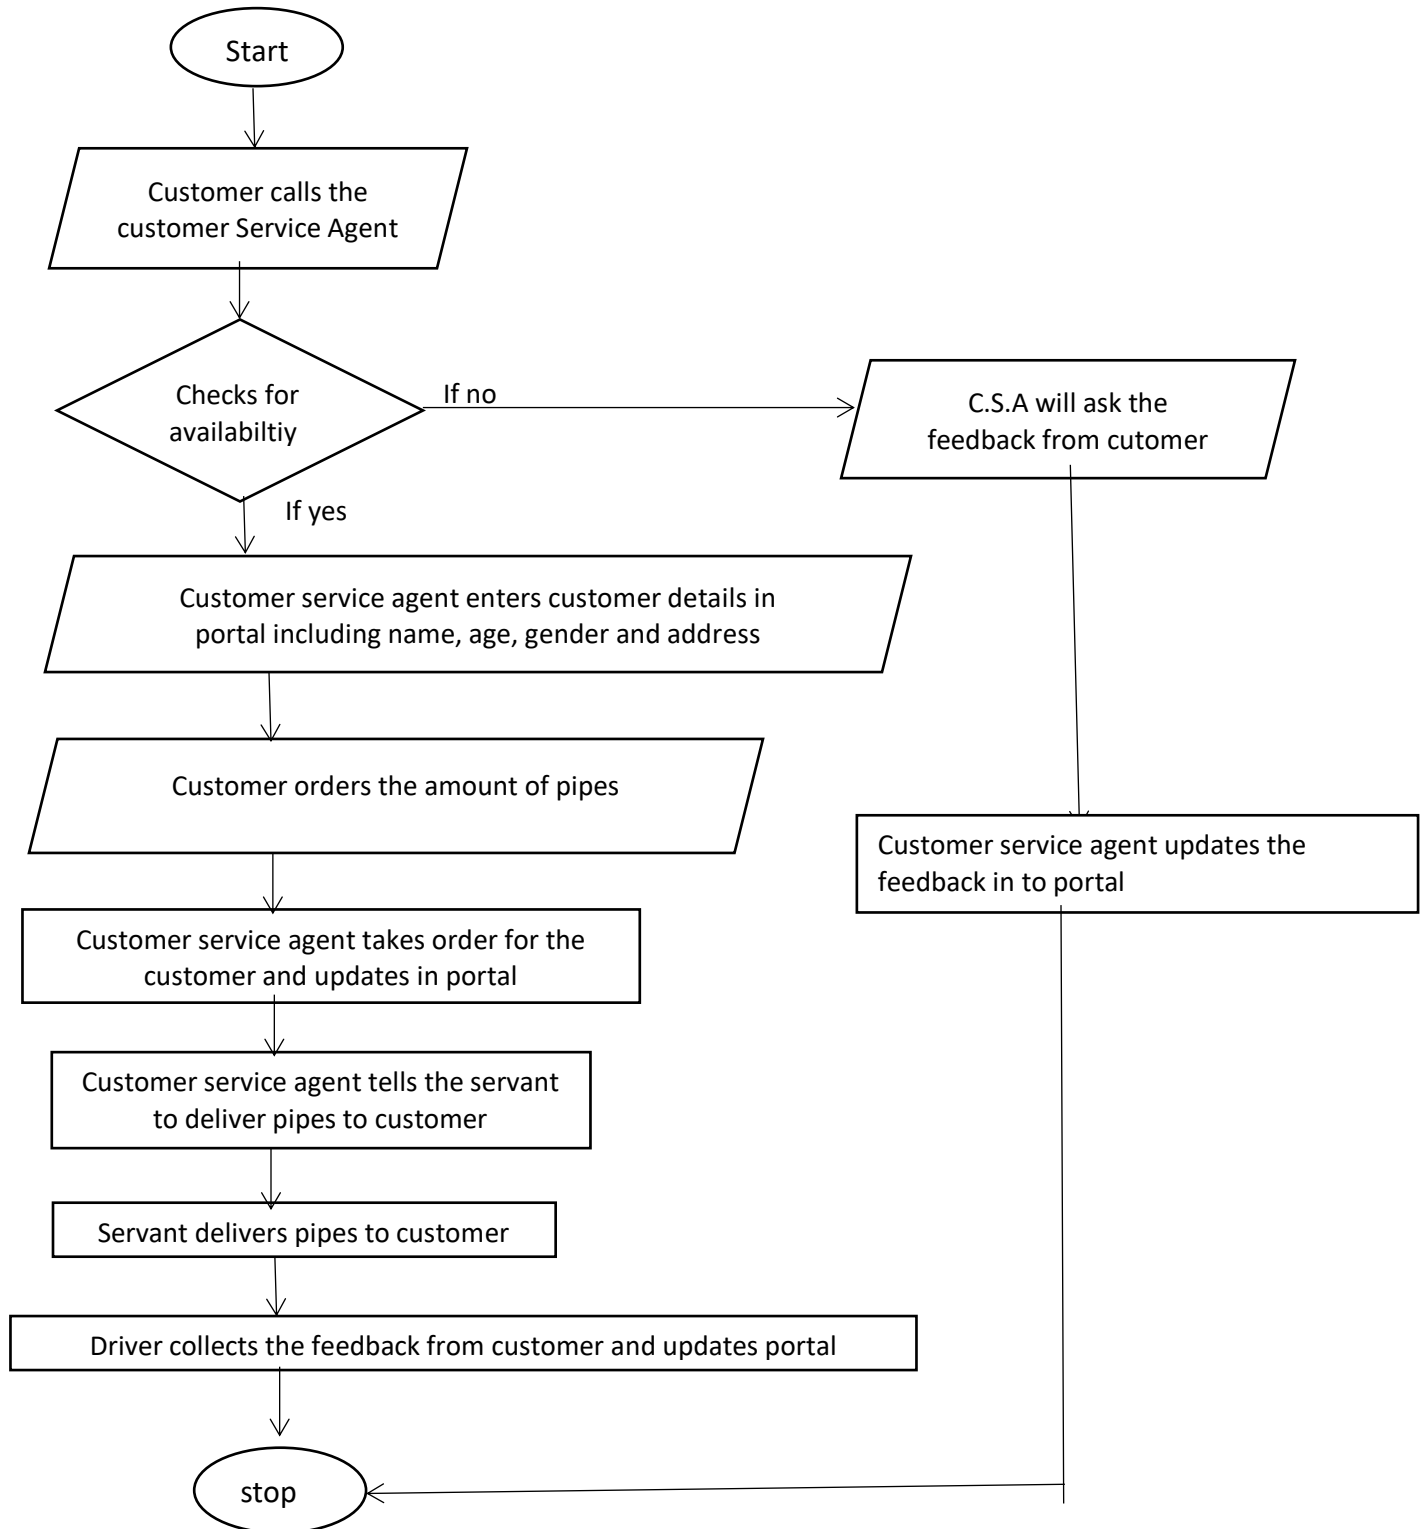 Start
Customer calls the
customer Service Agent
Checks for
availabiltiy
If no
C.S.A will ask the
feedback from cutomer
If yes
Customer service agent enters customer details in
portal including name, age, gender and address
Customer orders the amount of pipes
Customer service agent updates the
feedback in to portal
Customer service agent takes order for the
customer and updates in portal
Customer service agent tells the servant
to deliver pipes to customer
Servant delivers pipes to customer
Driver collects the feedback from customer and updates portal
stop